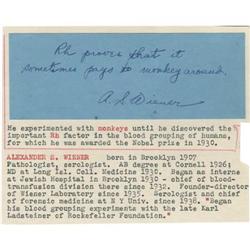 Rh proves that it
sometimes pays to monkey around.
A. S. Wiener
He experimented with monkeys until he discovered the
important Rh factor in the blood grouping of humans,
for which he was awarded the Nobel prize in 1930.
ALEXANDER S. WIENER born in Brooklyn 1907
Pathologist, serologist. AB degree at Cornell 1926;
MD at Long Isl. Coll. Medicine 1930. Began as intern
at Jewish Hospital in Brooklyn 1930 - chief of blood-
transfusion division there since 1932. Founder-director
of Wiener Laboratory since 1935. Serologist and chief
of forensic medicine at N Y Univ. since 1938. *Began
his blood grouping experiments with the late Karl
Landsteiner of Rockefeller Foundation.*